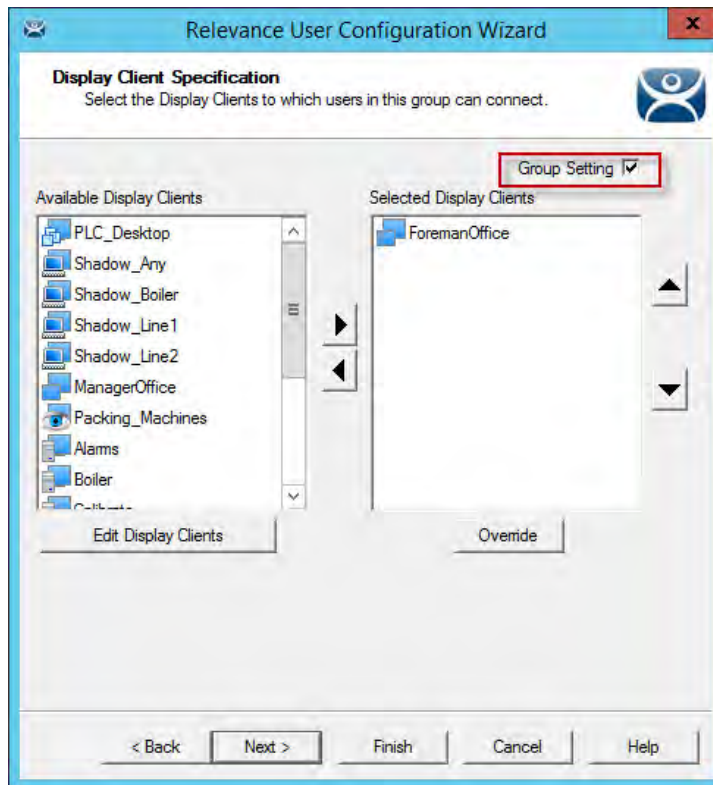 Relevance User Configuration Wizard
x
Display Client Specification
Select the Display Clients to which users in this group can connect.
Group Setting
Available Display Clients
Selected Display Clients
PLC_Desktop
Shadow_Any
Shadow_Boiler
Shadow_Line1
Shadow_Line2
ManagerOffice
Packing_Machines
Alarms
Boiler
ForemanOffice
Edit Display Clients
Override
< Back
Next >
Finish
Cancel
Help